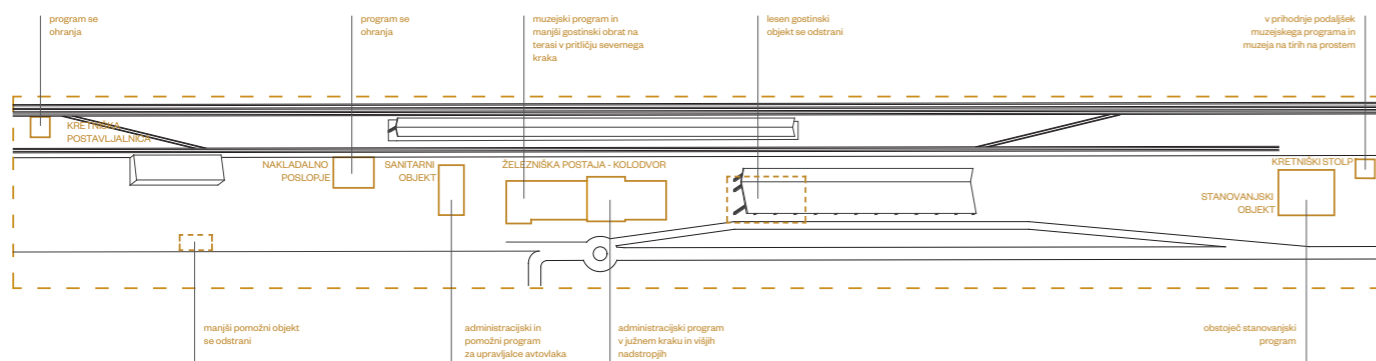 program se
ohranja
program se
ohranja
muzejski program in
manjši gostinski obrat na
terasi v pritličju severnega
kraka
lesen gostinski
objekt se odstrani
v prihodnje podaljšek
muzejskega programa in
muzeja na tirih na prostem
KRETNIŠKA
POSTAVLJALNICA
NAKLADALNO
POSLOPJE
SANITARNI
OBJEKT
ŽELEZNIŠKA POSTAJA - KOLODVOR
KRETNIŠKI STOLP
STANOVANJSKI
OBJEKT
manjši pomožni objekt
se odstrani
administracijski in
pomožni program
za upravljalce avtovlaka
administracijski program
v južnem kraku in višjih
nadstropjih
obstoječ stanovanjski
program